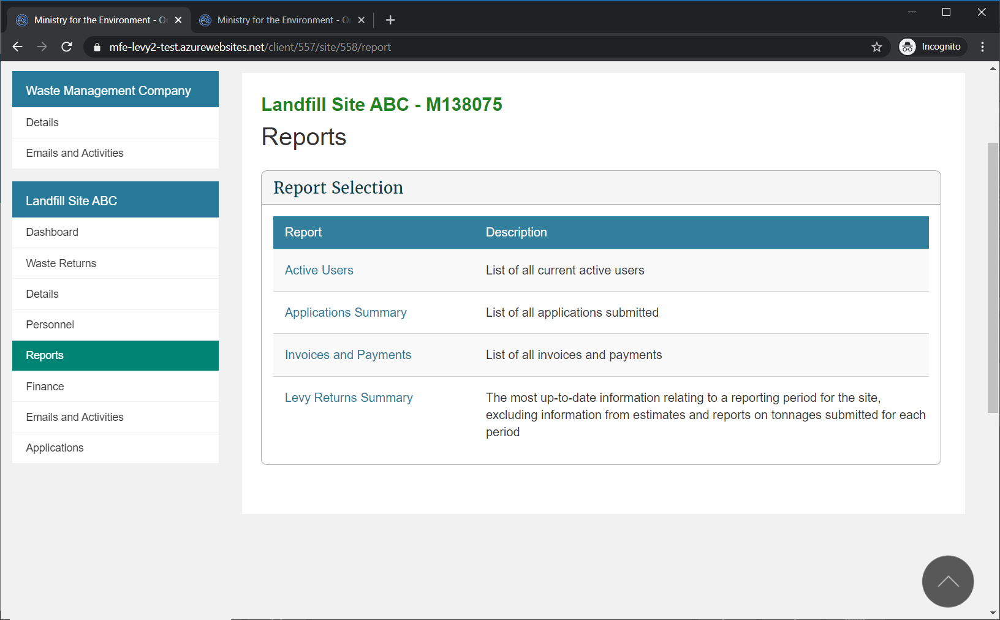 Ministry for the Environment - O
Ministry for the Environment - O
mfe-levy2-test.azurewebsites.net/client/557/site/558/report
Incognito
Waste Management Company
Details
Emails and Activities
Landfill Site ABC
Dashboard
Waste Returns
Details
Personnel
Reports
Finance
Emails and Activities
Applications
Landfill Site ABC - M138075
Reports
Report Selection
Report Description
Active Users List of all current active users
Applications Summary List of all applications submitted
Invoices and Payments List of all invoices and payments
Levy Returns Summary The most up-to-date information relating to a reporting period for the site,
excluding information from estimates and reports on tonnages submitted for each
period